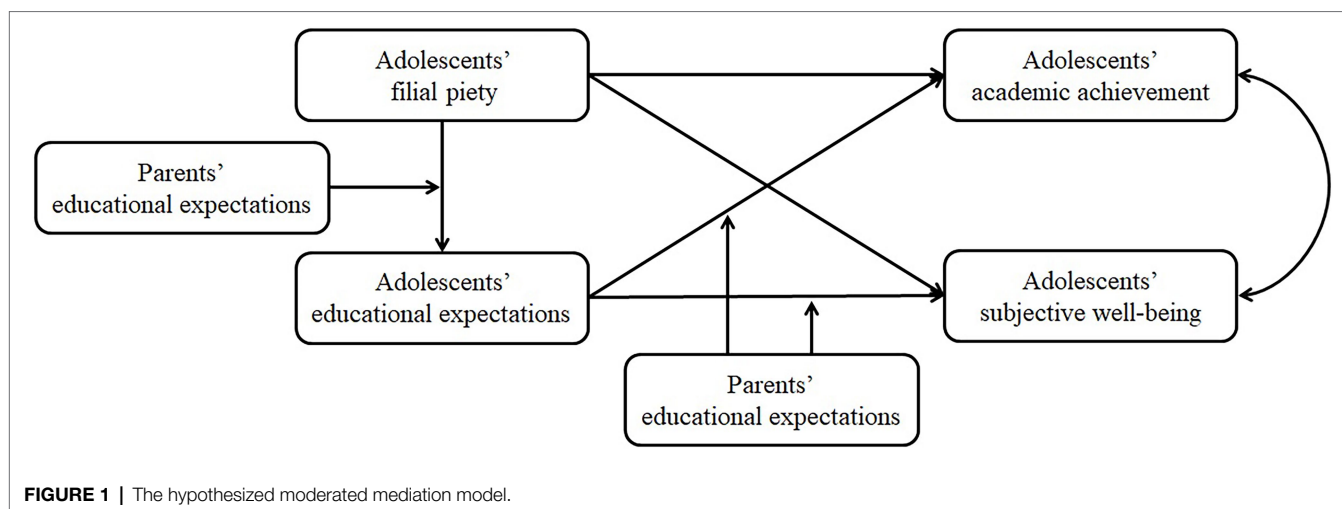 Adolescents’
filial piety
Adolescents’
academic achievement
Parents’
educational expectations
Adolescents’
educational expectations
Adolescents’
subjective well-being
Parents’
educational expectations
FIGURE 1 | The hypothesized moderated mediation model.